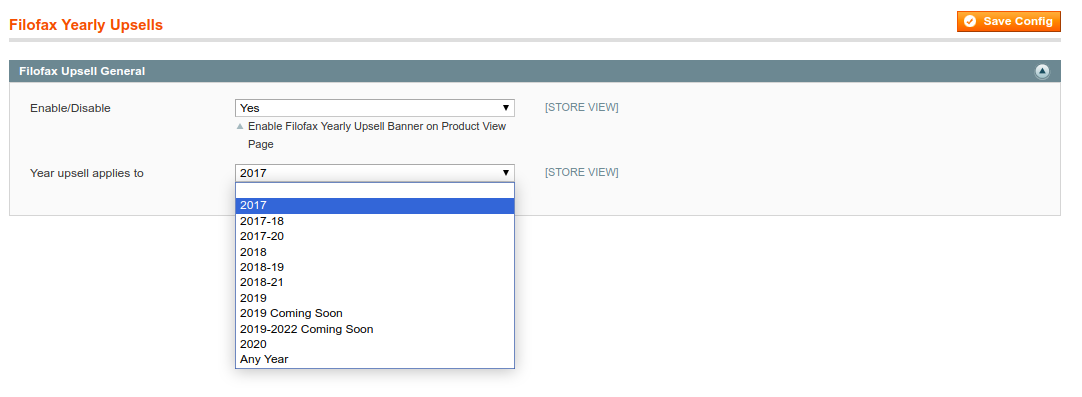 Filofax Yearly Upsells
Save Config
Filofax Upsell General
Enable/Disable
Yes
[STORE VIEW]
Enable Filofax Yearly Upsell Banner on Product View
Page
Year upsell applies to
2017
[STORE VIEW]
2017
2017-18
2017-20
2018
2018-19
2018-21
2019
2019 Coming Soon
2019-2022 Coming Soon
2020
Any Year